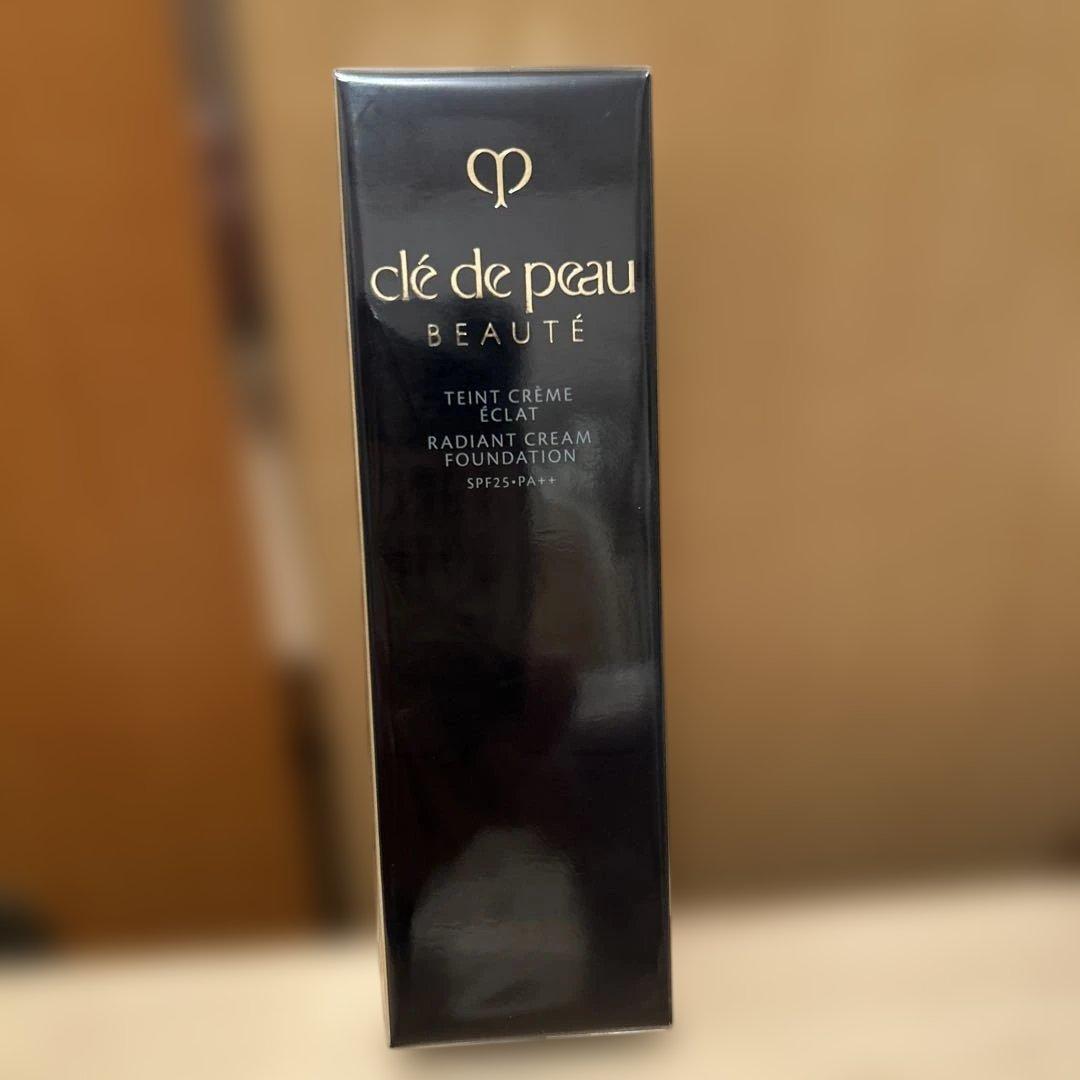 clé de peau
BEAUTÉ
TEINT CRÈME
ÉCLAT
RADIANT CREAM
FOUNDATION
SPF25•PA++